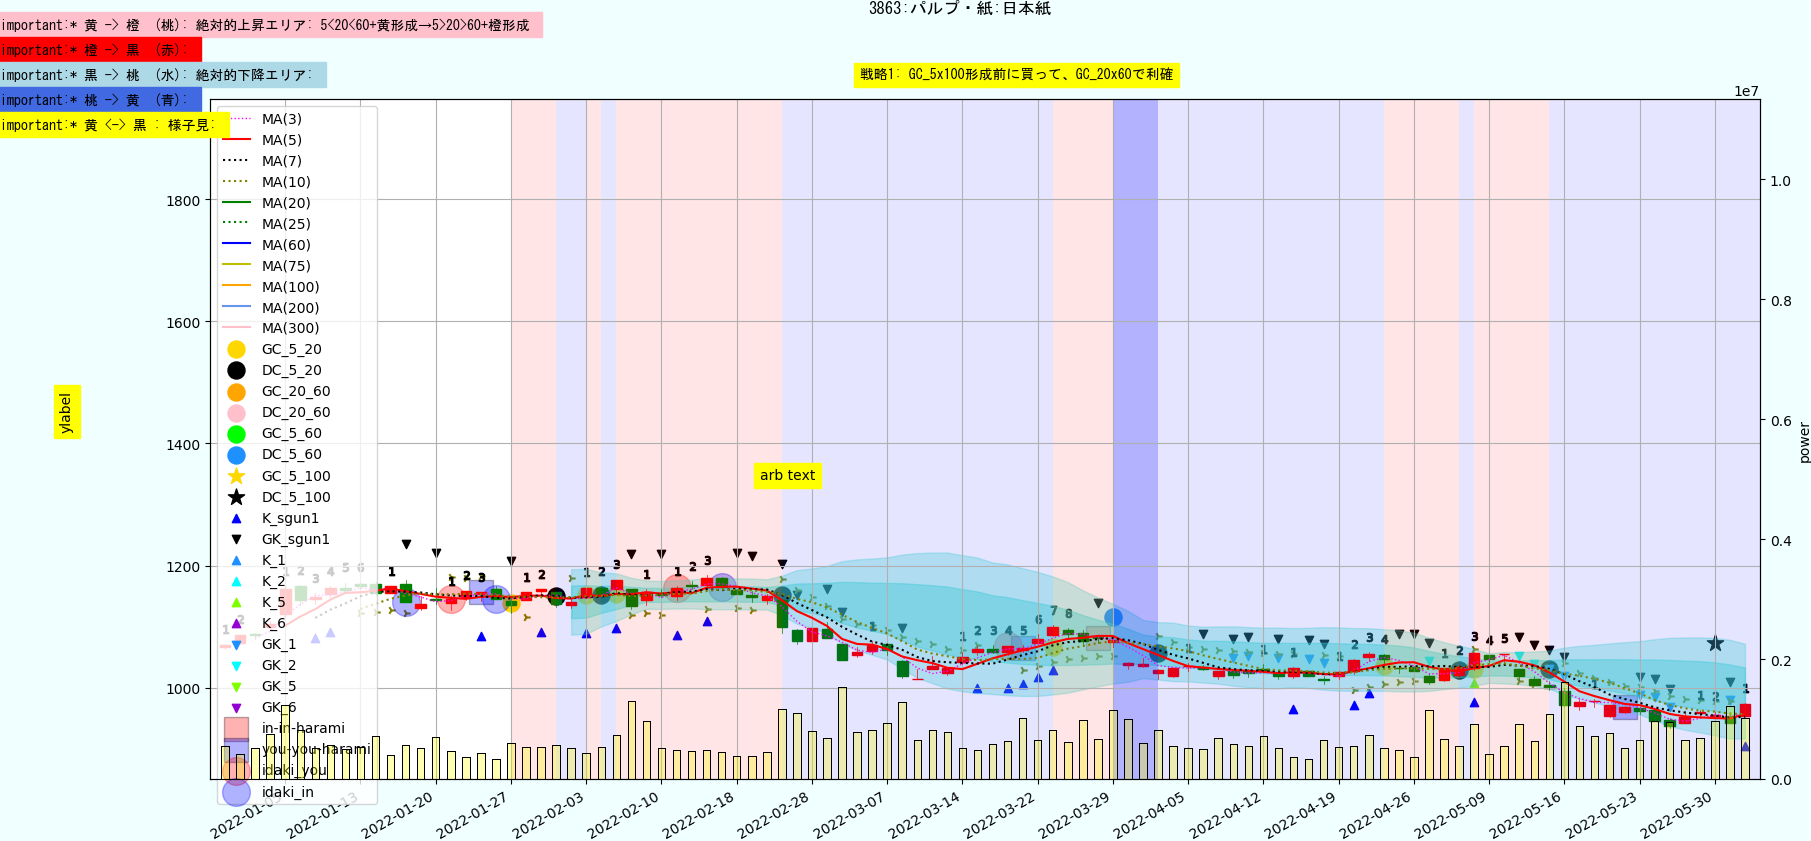 3863:パルプ・紙:日本紙
important:* 黄 -> 橙 (桃): 絶対的上昇エリア: 5<20<60+黄形成→5>20>60+橙形成
important:* 橙 -> 黒 (赤):
important:* 黒 -> 桃 (水): 絶対的下降エリア:
戦略1: GC_5x100形成前に買って、GC_20x60で利確
important:* 桃 -> 黄 (青):
important:* 黄 <-> 黒 : 様子見:
1e7
MA(3)
MA(5)
MA(7)
MA(10)
MA(20)
MA(25)
MA(60)
MA(75)
MA(100)
MA(200)
MA(300)
GC_5_20
DC_5_20
GC_20_60
DC_20_60
GC_5_60
DC_5_60
GC_5_100
DC_5_100
K_sgun1
GK_sgun1
K_1
K_2
K_5
K_6
GK_1
GK_2
GK_5
GK_6
in-in-harami
you-you-harami
idaki_you
idaki_in
1800
1600
1400
1200
1000
ylabel
arb text
1.0
0.8
0.6
0.4
0.2
0.0
power
2022-01-05
2022-01-13
2022-01-20
2022-01-27
2022-02-03
2022-02-10
2022-02-18
2022-02-28
2022-03-07
2022-03-14
2022-03-22
2022-03-29
2022-04-05
2022-04-12
2022-04-19
2022-04-26
2022-05-09
2022-05-16
2022-05-23
2022-05-30